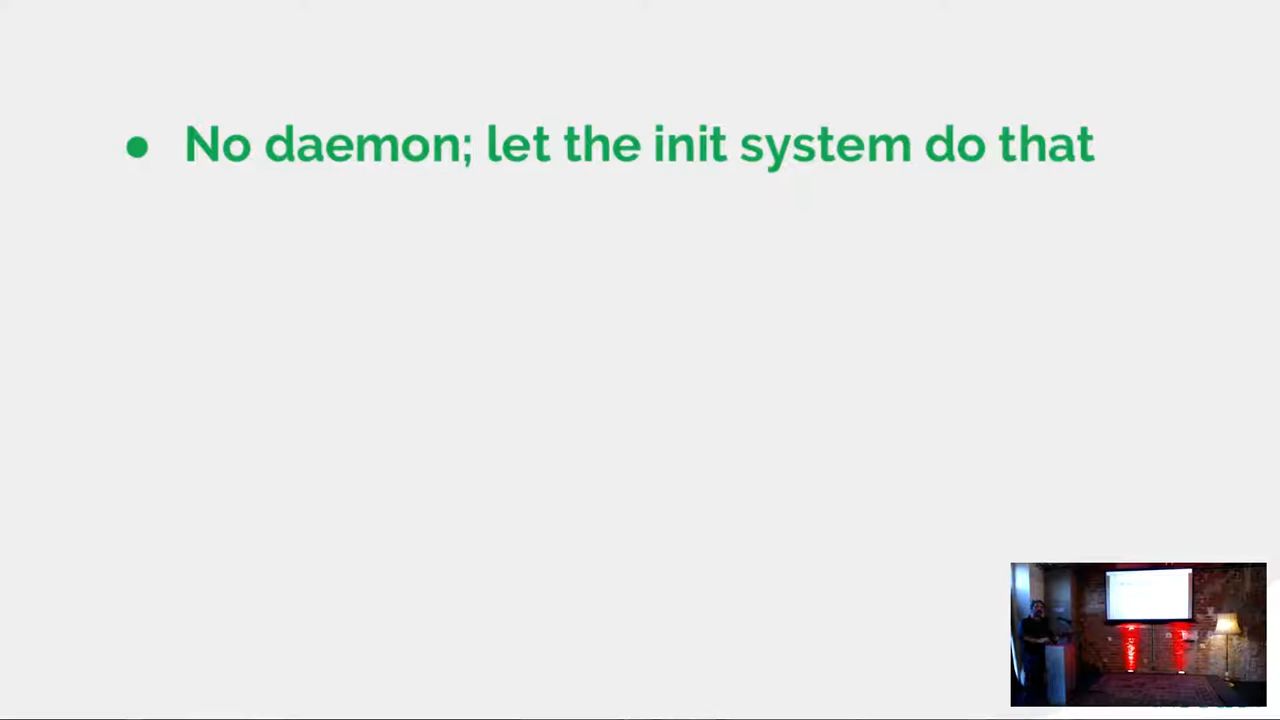 ● No daemon; let the init system do that